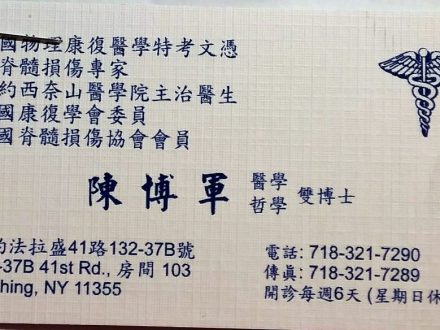 國物理康復醫學特考文憑
脊髓損傷專家
約西奈山醫學院主治醫生
國康復學會委員
國脊髓損傷協會會員
陳博軍 醫學 哲學 雙博士
約法拉盛41路132-37B號
-37B 41st Rd., 房間 103
hing, NY 11355
電話: 718-321-7290
傳眞: 718-321-7289
開診每週6天 (星期日休